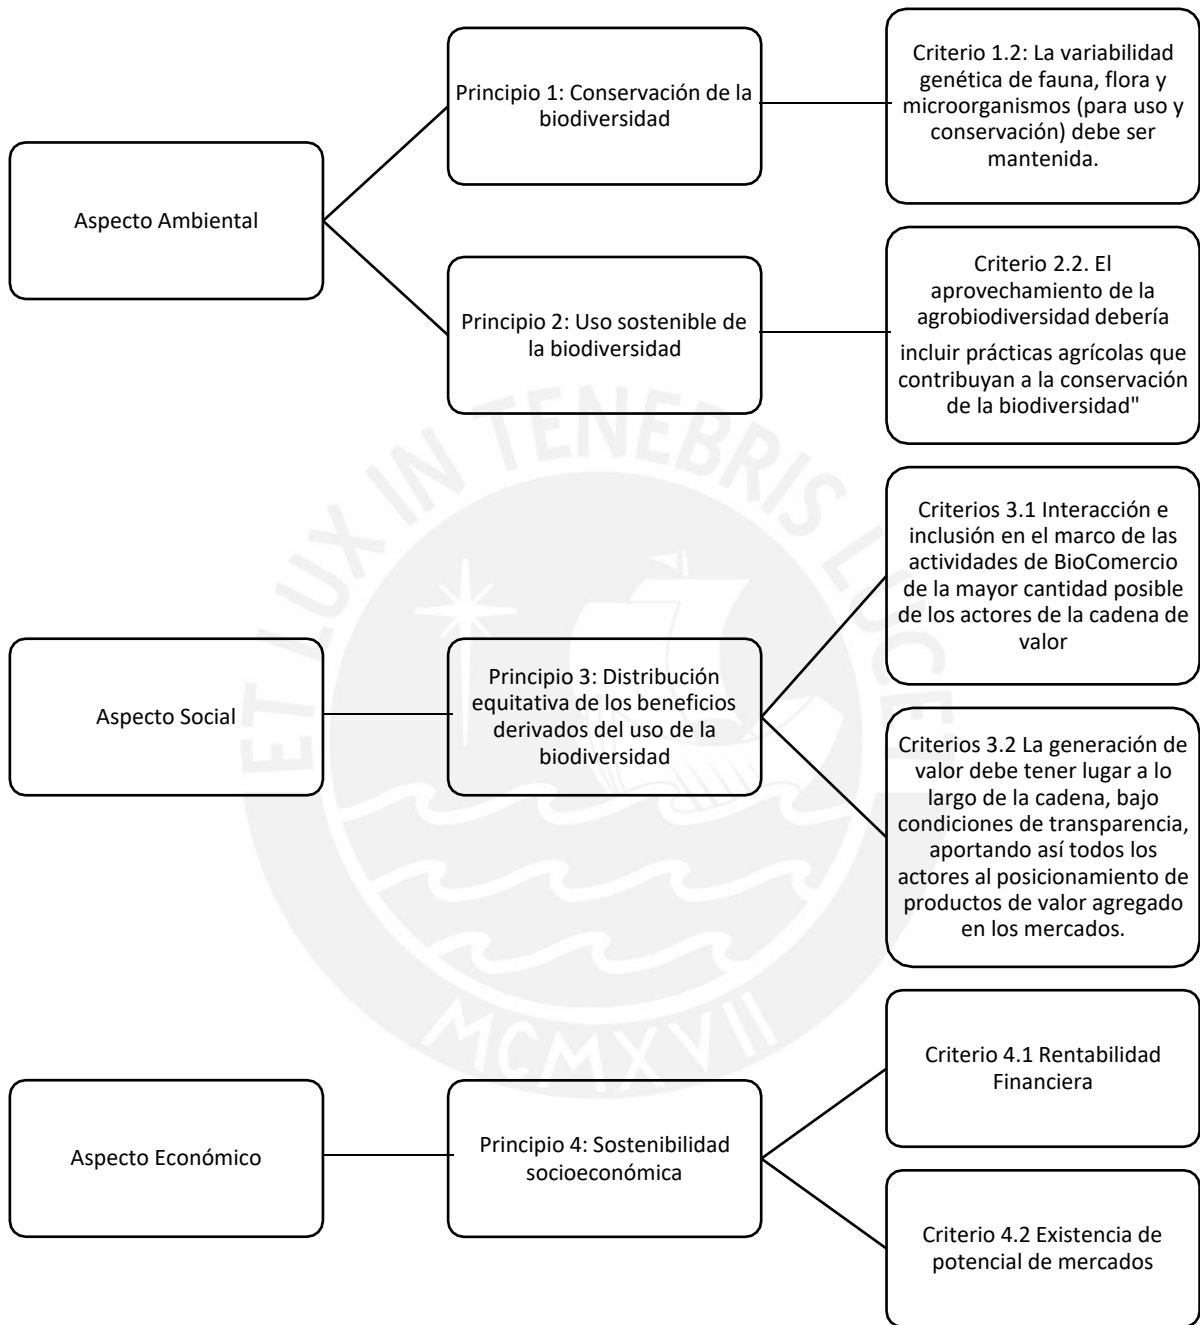 Aspecto Ambiental
Principio 1: Conservación de la
biodiversidad
Criterio 1.2: La variabilidad
genética de fauna, flora y
microorganismos (para uso y
conservación) debe ser
mantenida.
Principio 2: Uso sostenible de
la biodiversidad
Criterio 2.2. El
aprovechamiento de la
agrobiodiversidad debería
incluir prácticas agrícolas que
contribuyan a la conservación
de la biodiversidad"
Aspecto Social
Principio 3: Distribución
equitativa de los beneficios
derivados del uso de la
biodiversidad
Criterios 3.1 Interacción e
inclusión en el marco de las
actividades de BioComercio
de la mayor cantidad posible
de los actores de la cadena de
valor
Criterios 3.2 La generación de
valor debe tener lugar a lo
largo de la cadena, bajo
condiciones de transparencia,
aportando así todos los
actores al posicionamiento de
productos de valor agregado
en los mercados.
Aspecto Económico
Principio 4: Sostenibilidad
socioeconómica
Criterio 4.1 Rentabilidad
Financiera
Criterio 4.2 Existencia de
potencial de mercados
ET LUX IN TENEBRIS LUCET
MCMXVII